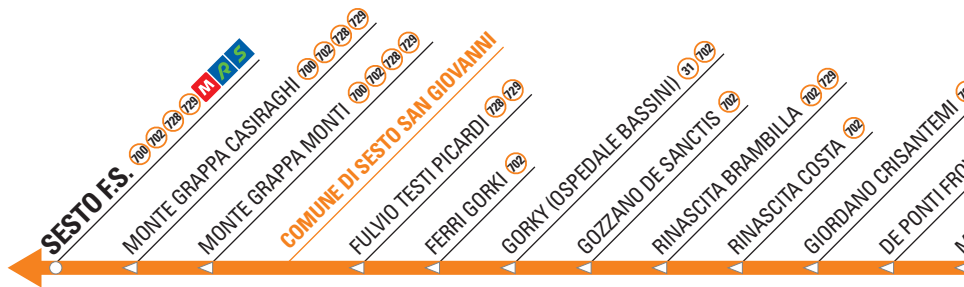 SESTO F.S. 700 702 728 729 M R S
MONTE GRAPPA CASIRAGHI 700 702 728 729
MONTE GRAPPA MONTI 700 702 728 729
COMUNE DI SESTO SAN GIOVANNI
FULVIO TESTI PICARDI 728 729
FERRI GORKI 702
GORKY (OSPEDALE BASSINI) 31 702
GOZZANO DE SANCTIS 702
RINASCITA BRAMBILLA 702 729
RINASCITA COSTA 702
GIORDANO CRISANTEMI
DE PONTI